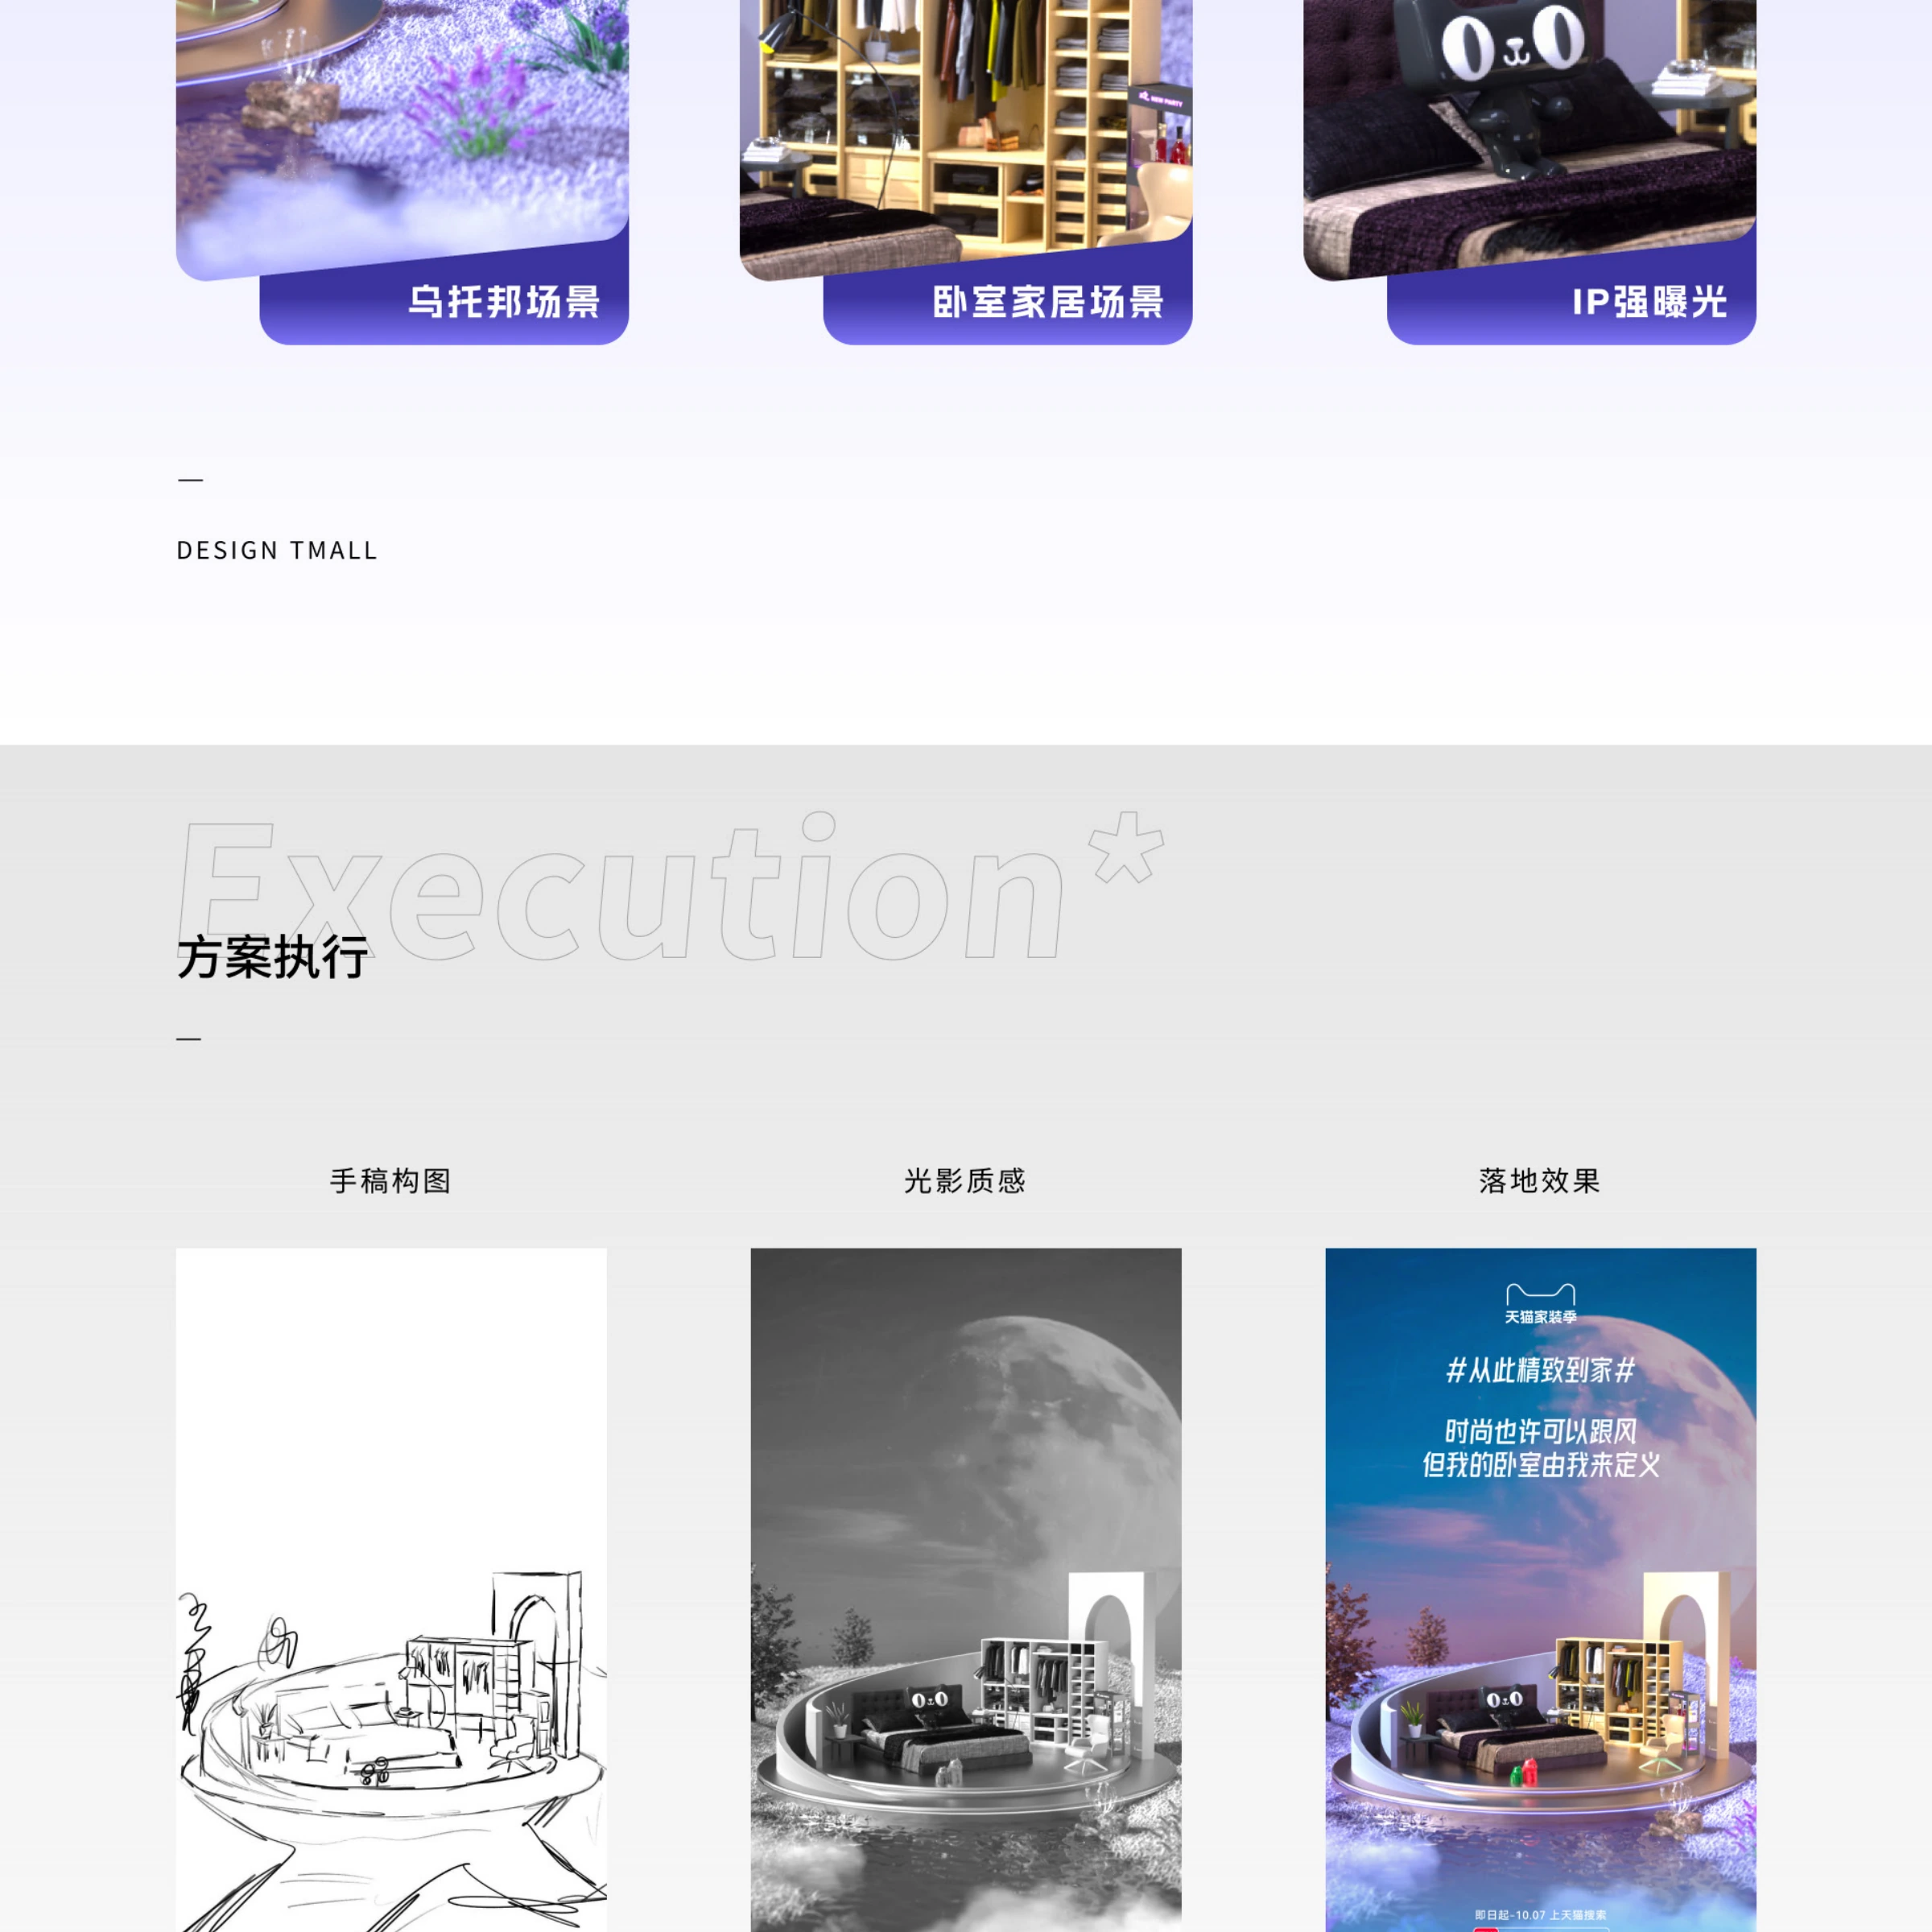 NEW PARTY
乌托邦场景
卧室家居场景
IP强曝光
—
DESIGN TMALL
Execution*
方案执行
—
手稿构图
光影质感
落地效果
天猫家装季
#从此精致到家#
时尚也许可以跟风
但我的卧室由我来定义
即日起-10.07 上天猫搜索